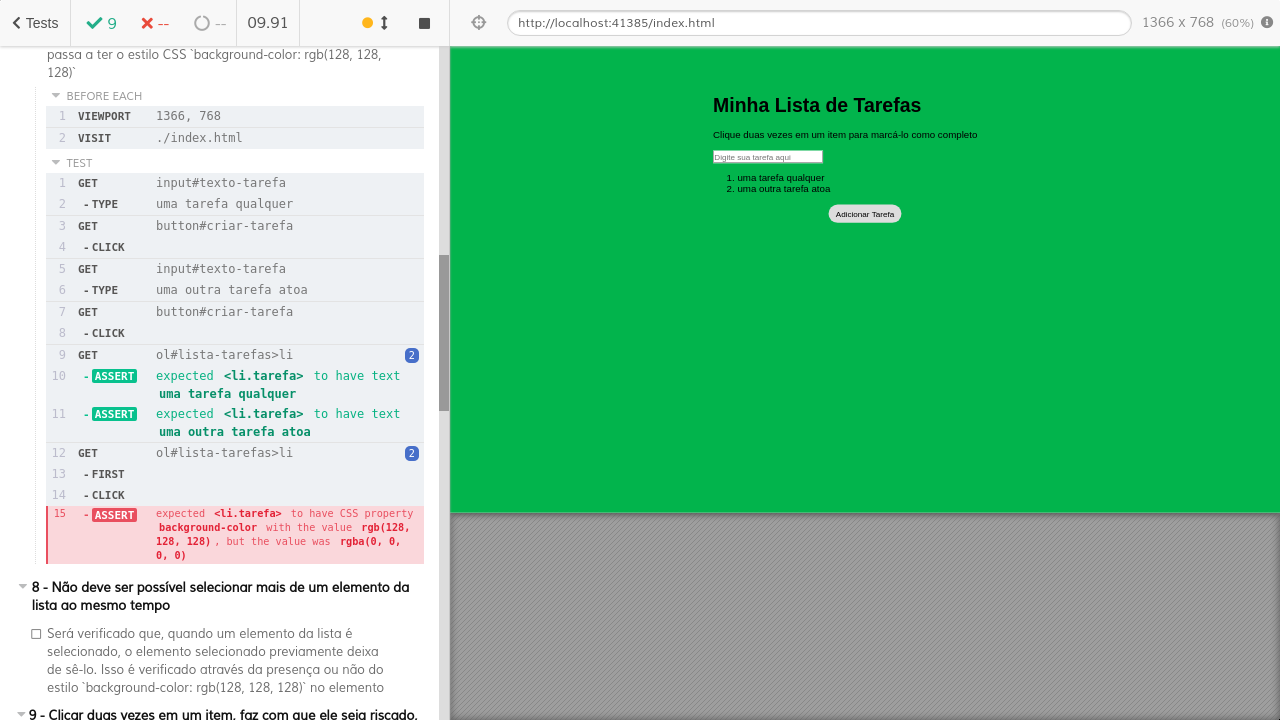 Tests
9
--
--
09.91
http://localhost:41385/index.html
1366 x 768 (60%)
passa a ter o estilo CSS `background-color: rgb(128, 128,
128)`
BEFORE EACH
1 VIEWPORT 1366, 768
2 VISIT ./index.html
TEST
1 GET input#texto-tarefa
2 -TYPE uma tarefa qualquer
3 GET button#criar-tarefa
4 -CLICK
5 GET input#texto-tarefa
6 -TYPE uma outra tarefa atoa
7 GET button#criar-tarefa
8 -CLICK
9 GET ol#lista-tarefas>li 2
10 -ASSERT expected <li.tarefa> to have text
uma tarefa qualquer
11 -ASSERT expected <li.tarefa> to have text
uma outra tarefa atoa
12 GET ol#lista-tarefas>li 2
13 -FIRST
14 -CLICK
15 -ASSERT expected <li.tarefa> to have CSS property
background-color with the value rgb(128,
128, 128), but the value was rgba(0, 0,
0, 0)
8 - Não deve ser possível selecionar mais de um elemento da
lista ao mesmo tempo
Será verificado que, quando um elemento da lista é
selecionado, o elemento selecionado previamente deixa
de sê-lo. Isso é verificado através da presença ou não do
estilo `background-color: rgb(128, 128, 128)` no elemento
9 - Clicar duas vezes em um item, faz com que ele seja riscado,
Minha Lista de Tarefas
Clique duas vezes em um item para marcá-lo como completo
Digite sua tarefa aqui
1. uma tarefa qualquer
2. uma outra tarefa atoa
Adicionar Tarefa